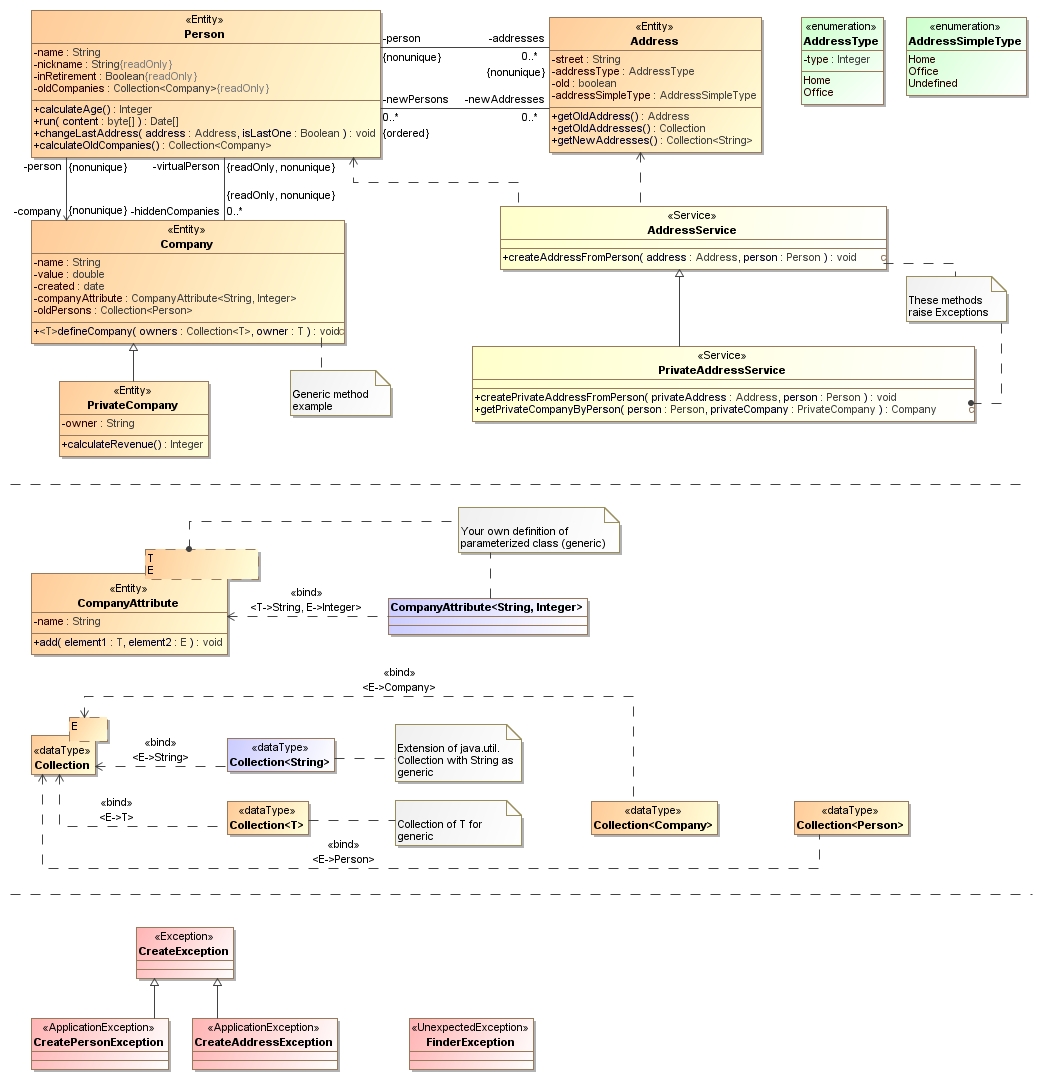 «Entity»
Person
-name : String
-nickname : String{readOnly}
-inRetirement : Boolean{readOnly}
-oldCompanies : Collection<Company>{readOnly}
+calculateAge() : Integer
+run( content : byte[] ) : Date[]
+changeLastAddress( address : Address, isLastOne : Boolean ) : void
+calculateOldCompanies() : Collection<Company>
-person
-addresses
{nonunique}
0..*
{nonunique}
-newPersons
-newAddresses
0..*
0..*
{ordered}
«Entity»
Address
-street : String
-addressType : AddressType
-old : boolean
-addressSimpleType : AddressSimpleType
+getOldAddress() : Address
+getOldAddresses() : Collection
+getNewAddresses() : Collection<String>
«enumeration»
AddressType
-type : Integer
Home
Office
«enumeration»
AddressSimpleType
Home
Office
Undefined
-person
{nonunique}
-virtualPerson
{readOnly, nonunique}
{readOnly, nonunique}
-company
{nonunique}
-hiddenCompanies
0..*
«Entity»
Company
-name : String
-value : double
-created : date
-companyAttribute : CompanyAttribute<String, Integer>
-oldPersons : Collection<Person>
+<T>defineCompany( owners : Collection<T>, owner : T ) : void
«Service»
AddressService
+createAddressFromPerson( address : Address, person : Person ) : void
These methods
raise Exceptions
«Service»
PrivateAddressService
+createPrivateAddressFromPerson( privateAddress : Address, person : Person ) : void
+getPrivateCompanyByPerson( person : Person, privateCompany : PrivateCompany ) : Company
«Entity»
PrivateCompany
-owner : String
+calculateRevenue() : Integer
Generic method
example
Your own definition of
parameterized class (generic)
T
E
«Entity»
CompanyAttribute
-name : String
+add( element1 : T, element2 : E ) : void
«bind»
<T->String, E->Integer>
CompanyAttribute<String, Integer>
«bind»
<E->Company>
E
«dataType»
Collection
«bind»
<E->String>
«dataType»
Collection<String>
Extension of java.util.
Collection with String as
generic
«bind»
<E->T>
«dataType»
Collection<T>
Collection of T for
generic
«dataType»
Collection<Company>
«dataType»
Collection<Person>
«bind»
<E->Person>
«Exception»
CreateException
«ApplicationException»
CreatePersonException
«ApplicationException»
CreateAddressException
«UnexpectedException»
FinderException